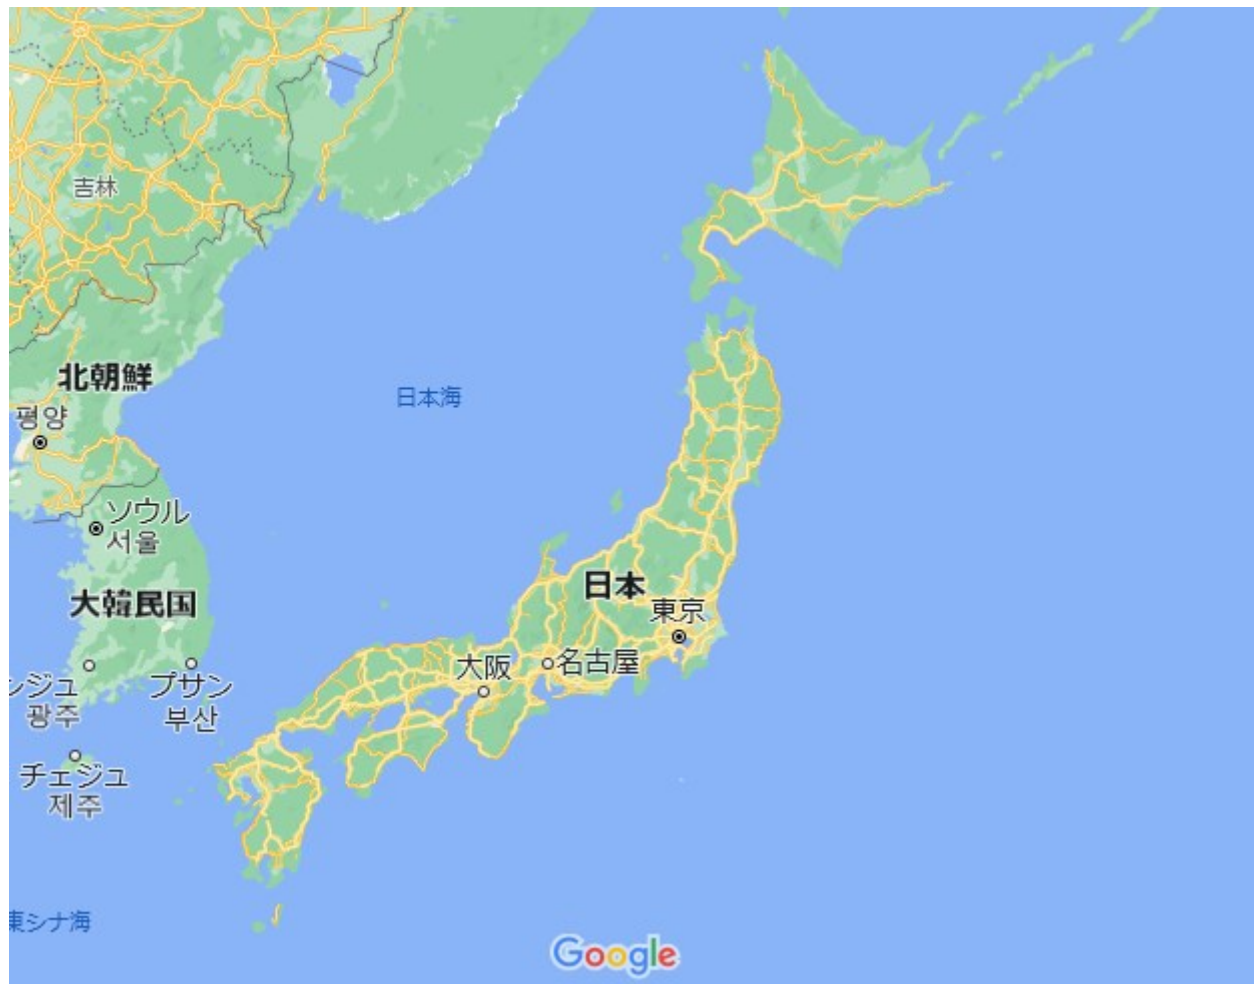 吉林
北朝鮮
평양
日本海
ソウル
서울
大韓民国
日本
東京
名古屋
大阪
ンジュ
광주
プサン
부산
チェジュ
제주
東シナ海
Google